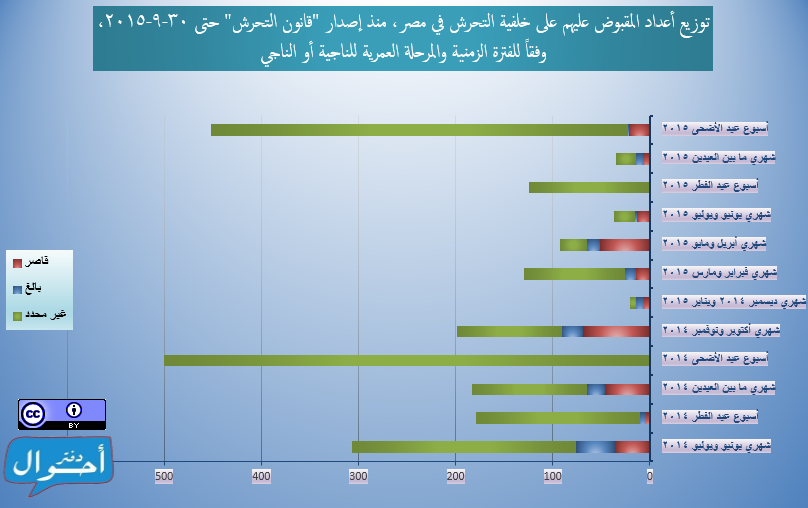 توزيع أعداد المقبوض عليهم على خلفية التحرش في مصر، منذ إصدار "قانون التحرش" حتى ٣٠-٩-٢٠١٥،
وفقاً للفترة الزمنية والمرحلة العمرية للناجية أو الناجي
أسبوع عيد الأضحى ٢٠١٥
شهري ما بين العيدين ٢٠١٥
أسبوع عيد الفطر ٢٠١٥
شهري يونيو ويوليو ٢٠١٥
شهري أبريل ومايو ٢٠١٥
شهري فبراير ومارس ٢٠١٥
شهري ديسمبر ٢٠١٤ ويناير ٢٠١٥
شهري أكتوبر ونوفمبر ٢٠١٤
أسبوع عيد الأضحى ٢٠١٤
شهري ما بين العيدين ٢٠١٤
أسبوع عيد الفطر ٢٠١٤
شهري يونيو ويوليو ٢٠١٤
0
100
200
300
400
500
قاصر
بالغ
غير محدد
cc
BY
دفتر
أحوال